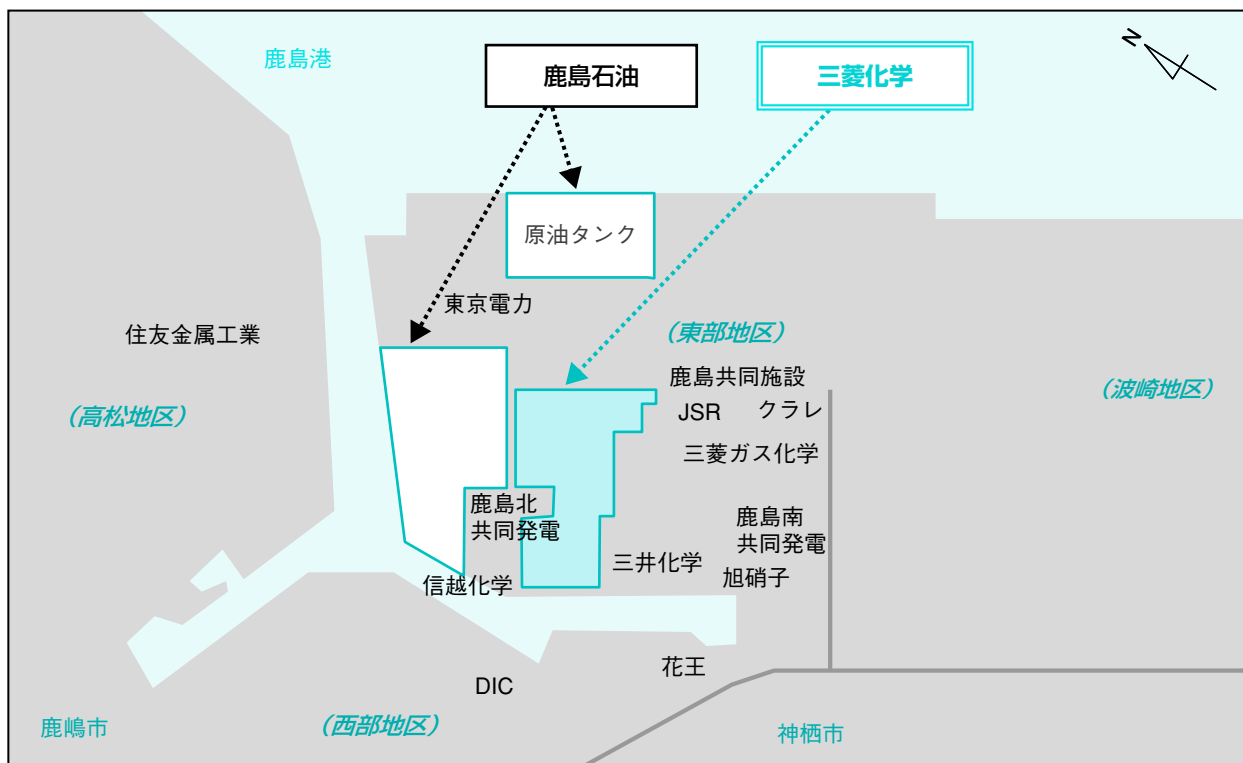 鹿島港
鹿島石油
三菱化学
N
原油タンク
東京電力
住友金属工業
（東部地区）
鹿島共同施設
（波崎地区）
（高松地区）
JSR
クラレ
三菱ガス化学
鹿島北
共同発電
鹿島南
共同発電
三井化学
旭硝子
信越化学
花王
DIC
鹿嶋市
（西部地区）
神栖市